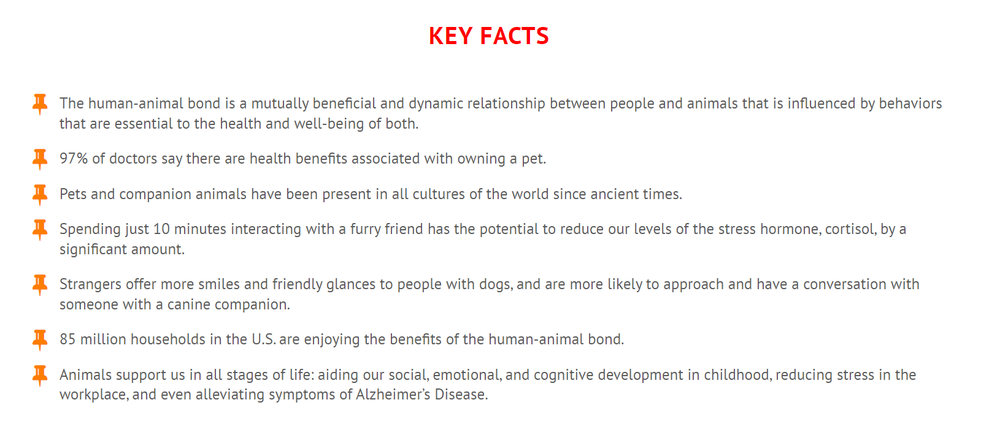 KEY FACTS
The human-animal bond is a mutually beneficial and dynamic relationship between people and animals that is influenced by behaviors
that are essential to the health and well-being of both.
97% of doctors say there are health benefits associated with owning a pet.
Pets and companion animals have been present in all cultures of the world since ancient times.
Spending just 10 minutes interacting with a furry friend has the potential to reduce our levels of the stress hormone, cortisol, by a
significant amount.
Strangers offer more smiles and friendly glances to people with dogs, and are more likely to approach and have a conversation with
someone with a canine companion.
85 million households in the U.S. are enjoying the benefits of the human-animal bond.
Animals support us in all stages of life: aiding our social, emotional, and cognitive development in childhood, reducing stress in the
workplace, and even alleviating symptoms of Alzheimer’s Disease.